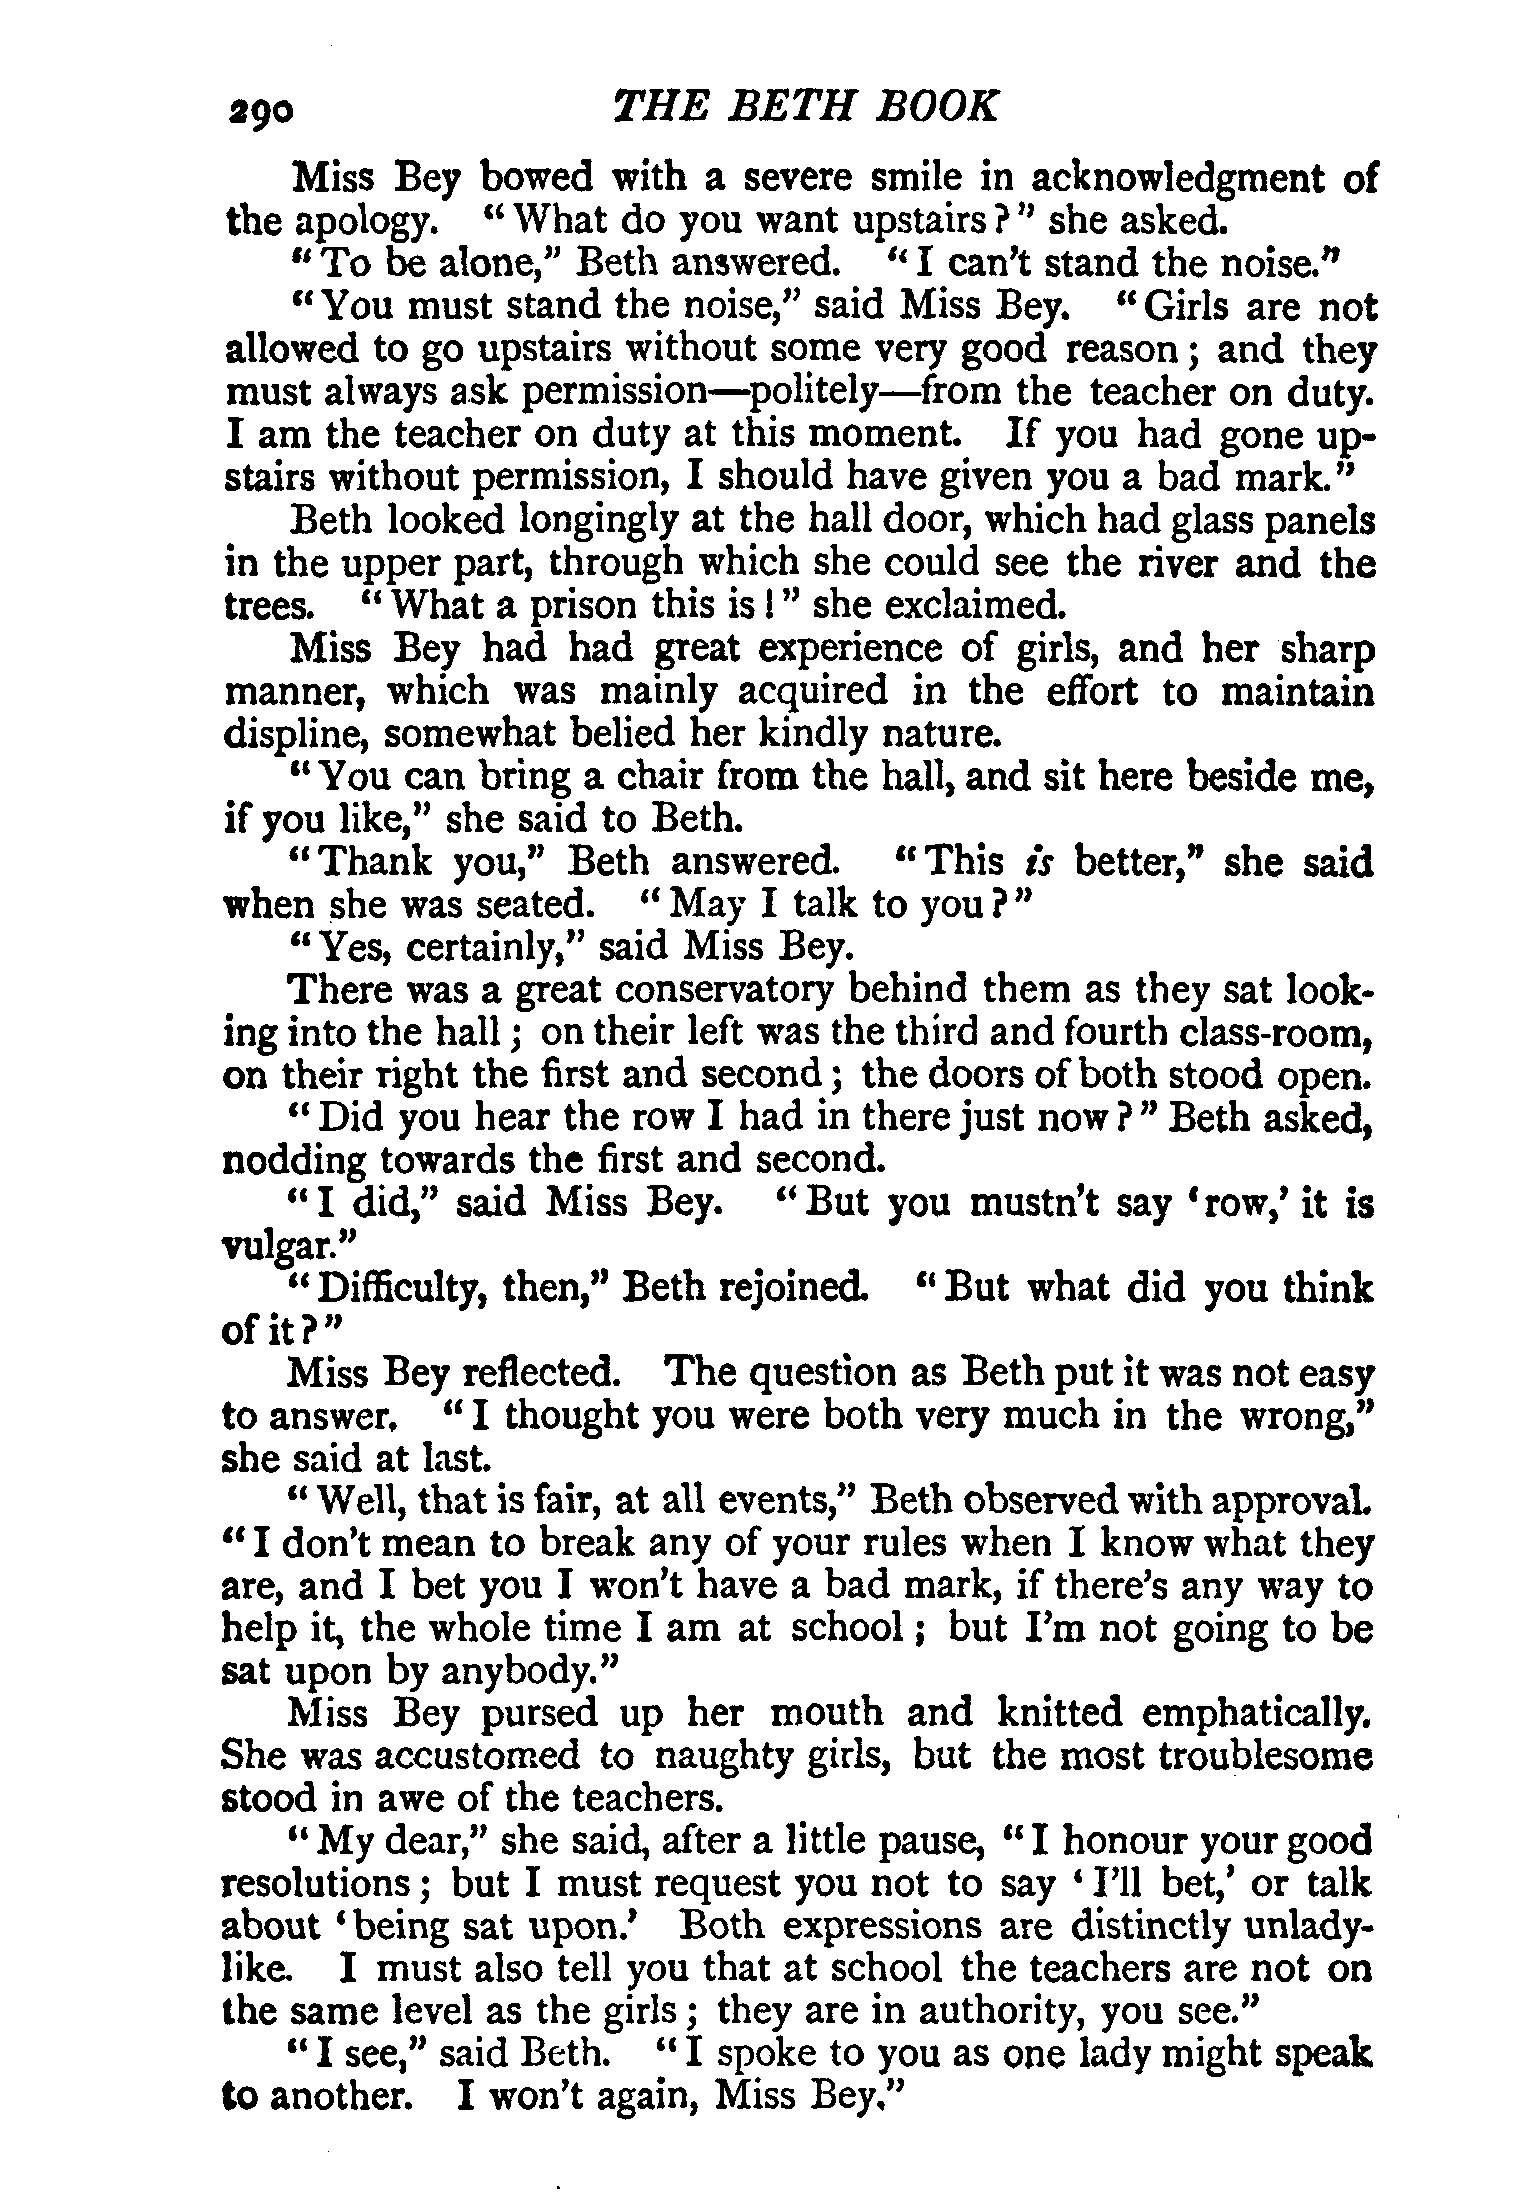 290 THE BETH BOOK
Miss Bey bowed with a severe smile in acknowledgment of
the apology. “What do you want upstairs?” she asked.
“To be alone,” Beth answered. “I can't stand the noise.”
“You must stand the noise,” said Miss Bey. “Girls are not
allowed to go upstairs without some very good reason; and they
must always ask permission—politely—from the teacher on duty.
I am the teacher on duty at this moment. If you had gone up-
stairs without permission, I should have given you a bad mark.”
Beth looked longingly at the hall door, which had glass panels
in the upper part, through which she could see the river and the
trees. “What a prison this is!” she exclaimed.
Miss Bey had had great experience of girls, and her sharp
manner, which was mainly acquired in the effort to maintain
displine, somewhat belied her kindly nature.
“You can bring a chair from the hall, and sit here beside me,
if you like,” she said to Beth.
“Thank you,” Beth answered. “This is better,” she said
when she was seated. “May I talk to you?”
“Yes, certainly,” said Miss Bey.
There was a great conservatory behind them as they sat look-
ing into the hall; on their left was the third and fourth class-room,
on their right the first and second; the doors of both stood open.
“Did you hear the row I had in there just now?” Beth asked,
nodding towards the first and second.
“I did,” said Miss Bey. “But you mustn't say ‘row,’ it is
vulgar.”
“Difficulty, then,” Beth rejoined. “But what did you think
of it?”
Miss Bey reflected. The question as Beth put it was not easy
to answer. “I thought you were both very much in the wrong,”
she said at last.
“Well, that is fair, at all events,” Beth observed with approval.
“I don't mean to break any of your rules when I know what they
are, and I bet you I won't have a bad mark, if there's any way to
help it, the whole time I am at school; but I'm not going to be
sat upon by anybody.”
Miss Bey pursed up her mouth and knitted emphatically.
She was accustomed to naughty girls, but the most troublesome
stood in awe of the teachers.
“My dear,” she said, after a little pause, “I honour your good
resolutions; but I must request you not to say ‘I'll bet,’ or talk
about ‘being sat upon.’ Both expressions are distinctly unlady-
like. I must also tell you that at school the teachers are not on
the same level as the girls; they are in authority, you see.”
“I see,” said Beth. “I spoke to you as one lady might speak
to another. I won't again, Miss Bey.”